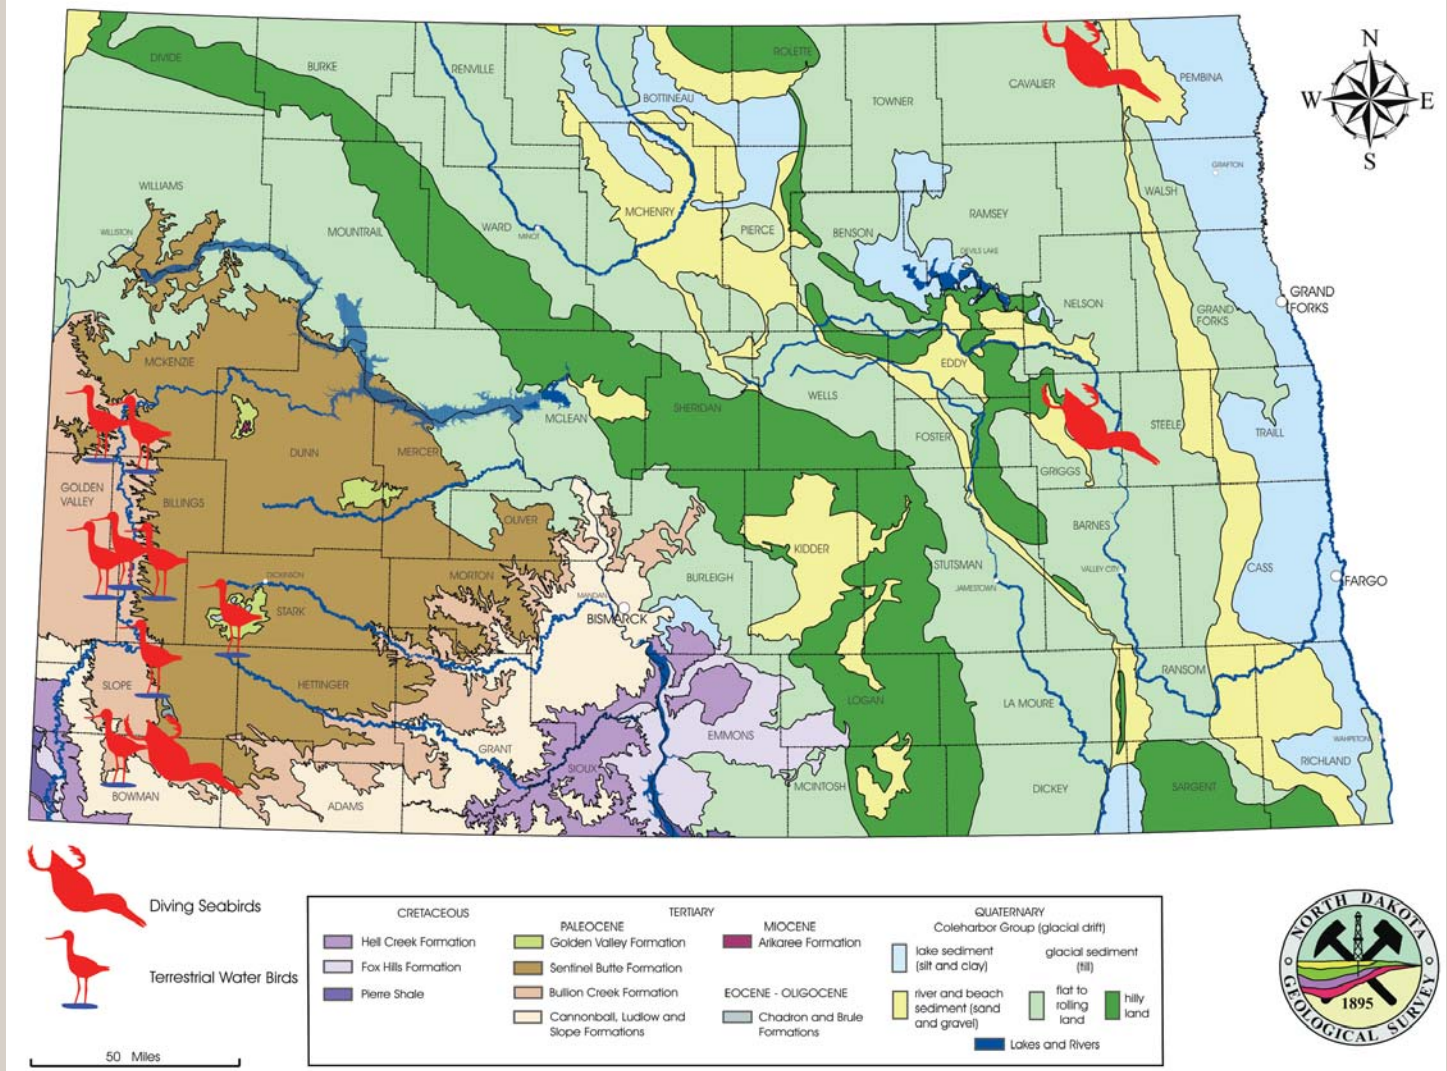 DIVIDE
BURKE
RENVILLE
BOTTINEAU
ROLETTE
TOWNER
CAVALIER
PEMBINA
N
W E
S
WILLIAMS
WILLISTON
MOUNTRAIL
WARD
MINOT
MCHENRY
PIERCE
BENSON
RAMSEY
DEVILS LAKE
WALSH
GRAFTON
NELSON
GRAND
FORKS
GRAND
FORKS
MCKENZIE
DUNN
MERCER
MCLEAN
SHERIDAN
WELLS
EDDY
FOSTER
GRIGGS
STEELE
TRAILL
GOLDEN
VALLEY
BILLINGS
OLIVER
KIDDER
STUTSMAN
JAMESTOWN
BARNES
VALLEY CITY
CASS
FARGO
DICKINSON
STARK
MORTON
MANDAN
BISMARCK
BURLEIGH
SLOPE
HETTINGER
GRANT
SIOUX
EMMONS
LOGAN
LA MOURE
RANSOM
RICHLAND
WAHPETON
BOWMAN
ADAMS
MCINTOSH
DICKEY
SARGENT
Diving Seabirds
Terrestrial Water Birds
50 Miles
CRETACEOUS
Hell Creek Formation
Fox Hills Formation
Pierre Shale
TERTIARY
PALEOCENE
Golden Valley Formation
Sentinel Butte Formation
Bullion Creek Formation
Cannonball, Ludlow and
Slope Formations
MIOCENE
Arikaree Formation
EOCENE - OLIGOCENE
Chadron and Brule
Formations
QUATERNARY
Coleharbor Group (glacial drift)
lake sediment
(silt and clay)
glacial sediment
(till)
river and beach
sediment (sand
and gravel)
flat to
rolling
land
hilly
land
Lakes and Rivers
NORTH DAKOTA
GEOLOGICAL SURVEY
1895